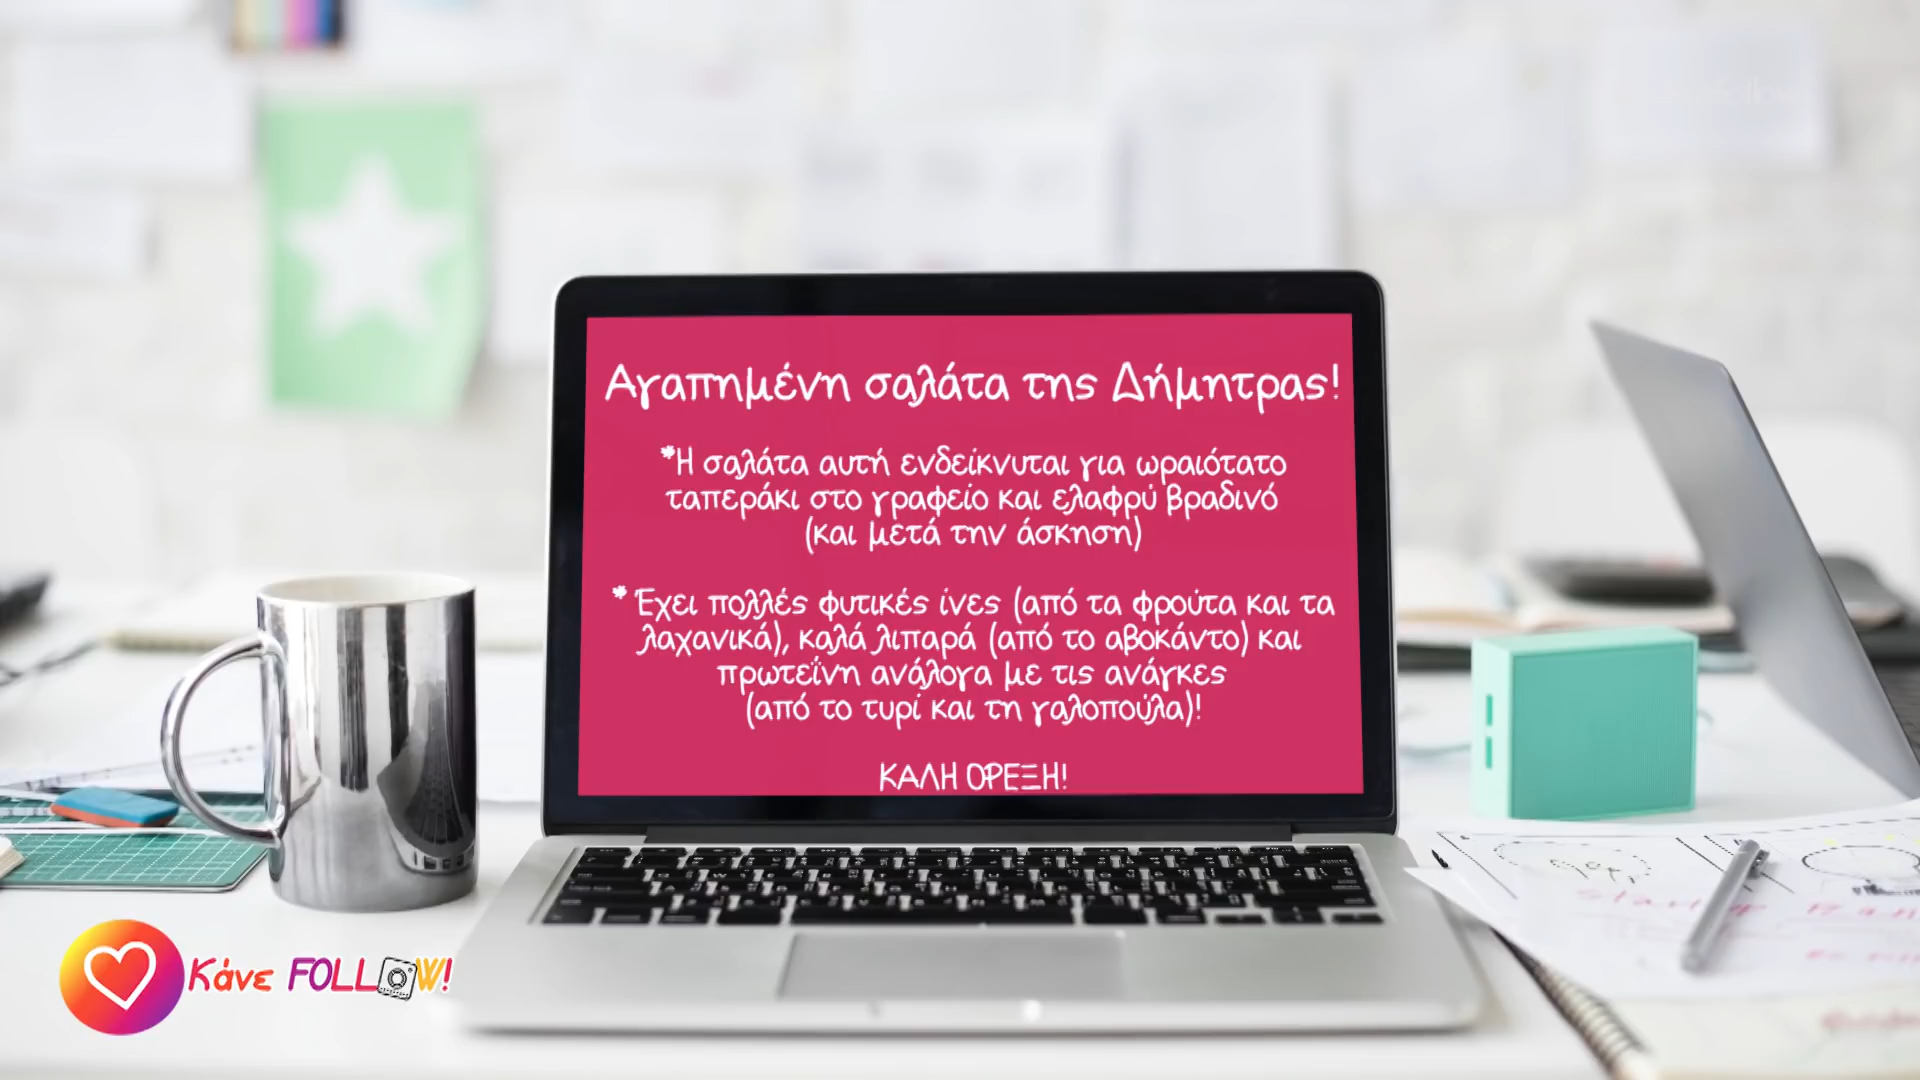 Αγαπημένη σαλάτα της Δήμητρας!
*Η σαλάτα αυτή ενδείκνυται για ωραιότατο
ταπεράκι στο γραφείο και ελαφρύ βραδινό
(και μετά την άσκηση)
* Έχει πολλές φυτικές ίνες (από τα φρούτα και τα
λαχανικά), καλά λιπαρά (από το αβοκάντο) και
πρωτεΐνη ανάλογα με τις ανάγκες
(από το τυρί και τη γαλοπούλα)!
ΚΑΛΗ ΟΡΕΞΗ!
Κάνε FOLLOW!